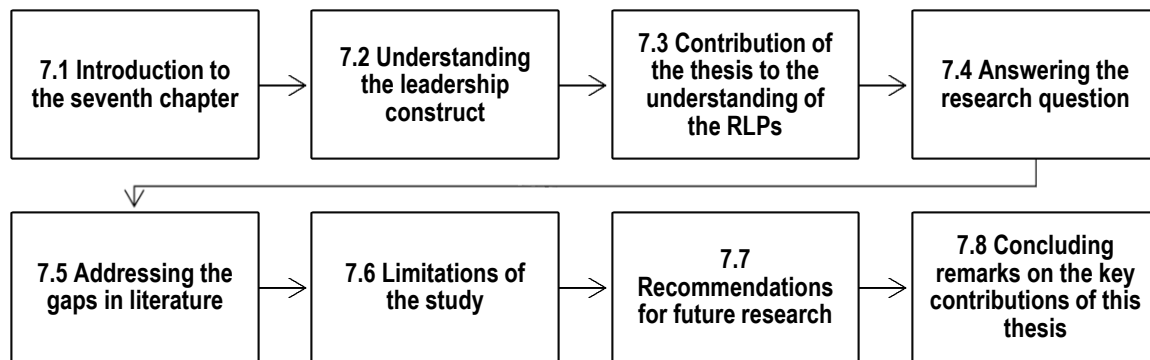 7.1 Introduction to
the seventh chapter
7.2 Understanding
the leadership
construct
7.3 Contribution of
the thesis to the
understanding of
the RLPs
7.4 Answering the
research question
7.5 Addressing the
gaps in literature
7.6 Limitations of
the study
7.7
Recommendations
for future research
7.8 Concluding
remarks on the key
contributions of this
thesis